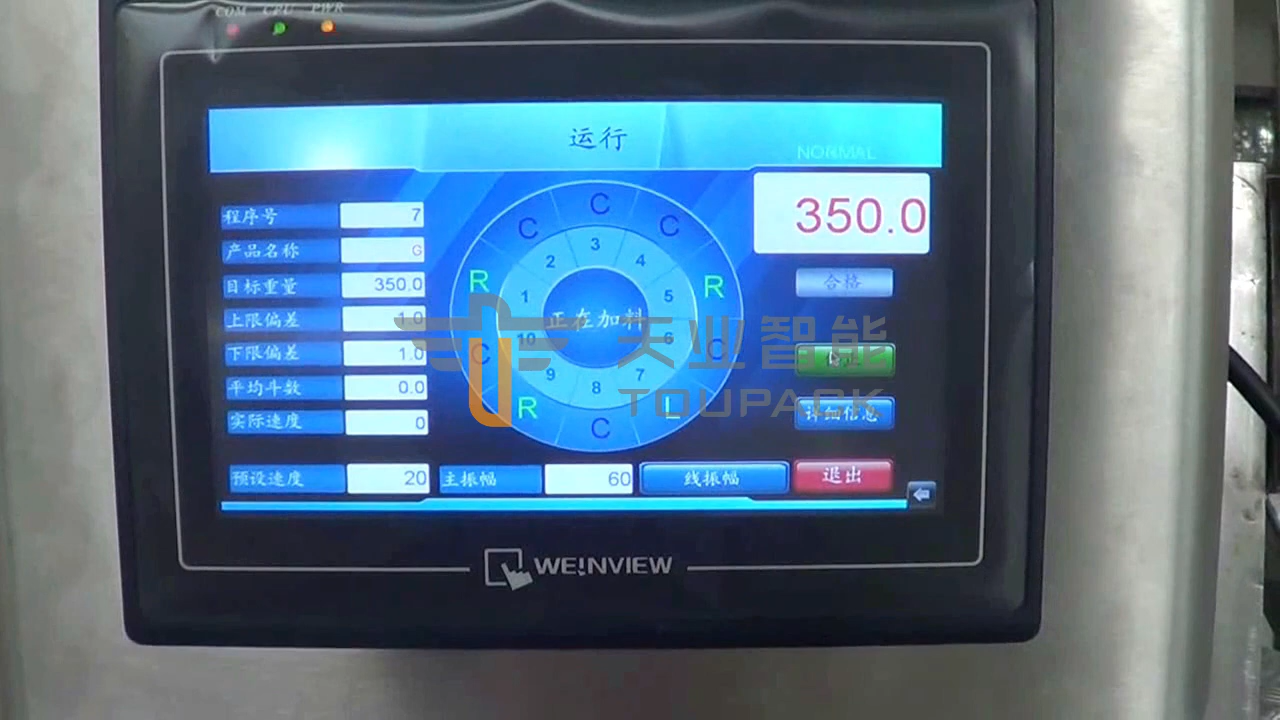 COM CPU PWR
运行
NORMAL
程序号 7
产品名称 G
目标重量 350.0
上限偏差 1.0
下限偏差 1.0
平均斗数 0.0
实际速度 0
预设速度 20
主振幅 60
线振幅
退出
C
C C
R R
C C
R L
C
3
2 4
1 5
10 6
9 7
8
正在加料
350.0
合格
详细信息
天业智能
TOUPACK
WE!NVIEW